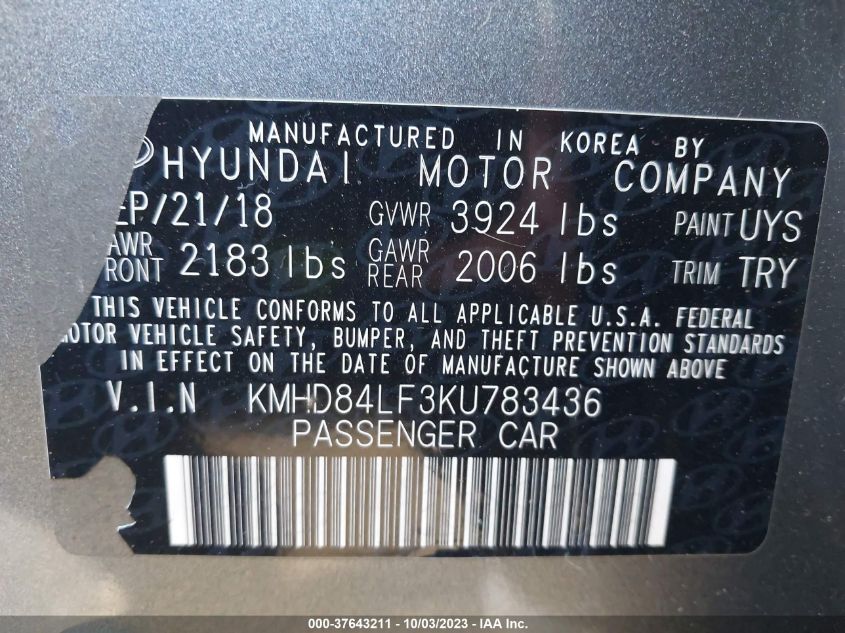 MANUFACTURED IN KOREA BY
HYUNDAI MOTOR COMPANY
EP/21/18 GVWR 3924 lbs PAINT UYS
AWR FRONT 2183 lbs GAWR REAR 2006 lbs TRIM TRY
THIS VEHICLE CONFORMS TO ALL APPLICABLE U.S.A. FEDERAL
MOTOR VEHICLE SAFETY, BUMPER, AND THEFT PREVENTION STANDARDS
IN EFFECT ON THE DATE OF MANUFACTURE SHOWN ABOVE
V.I.N KMHD84LF3KU783436
PASSENGER CAR
000-37643211 - 10/03/2023 - IAA Inc.